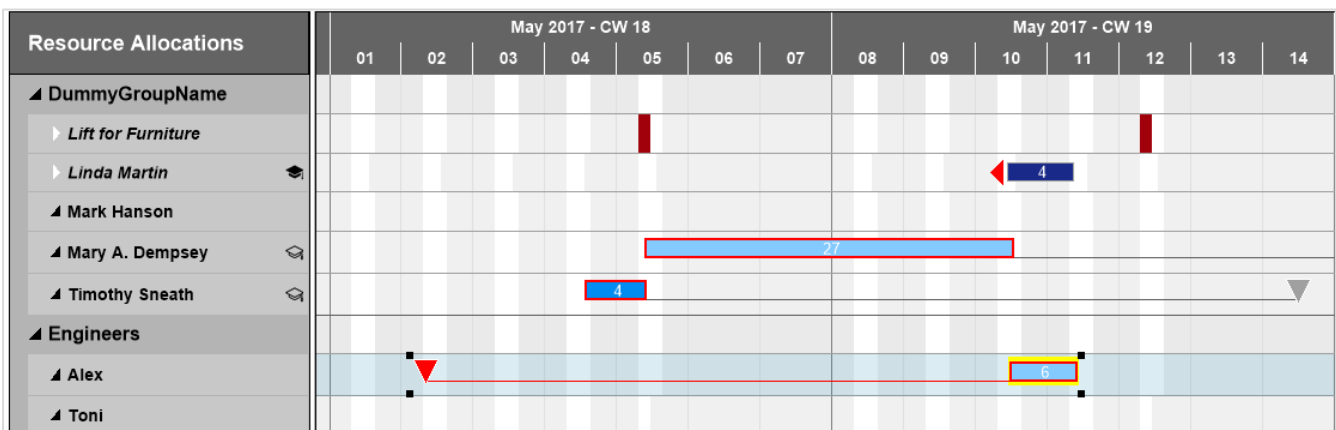 Resource Allocations
May 2017 - CW 18
May 2017 - CW 19
01 02 03 04 05 06 07 08 09 10 11 12 13 14
DummyGroupName
Lift for Furniture
Linda Martin
4
Mark Hanson
Mary A. Dempsey
27
Timothy Sneath
4
Engineers
Alex
6
Toni